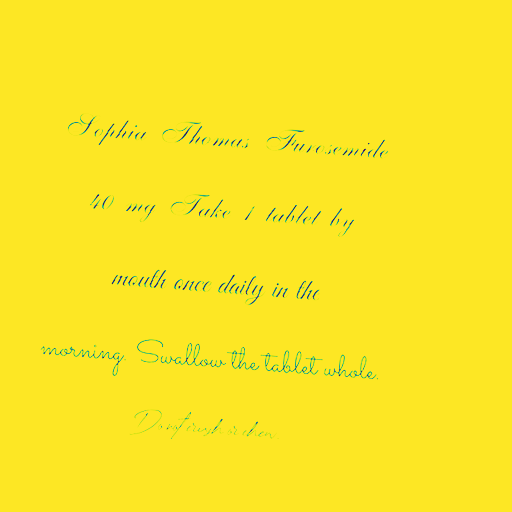 Sophia Thomas Furosemide
40 mg Take 1 tablet by
mouth once daily in the
morning. Swallow the tablet whole.
Do not crush or chew